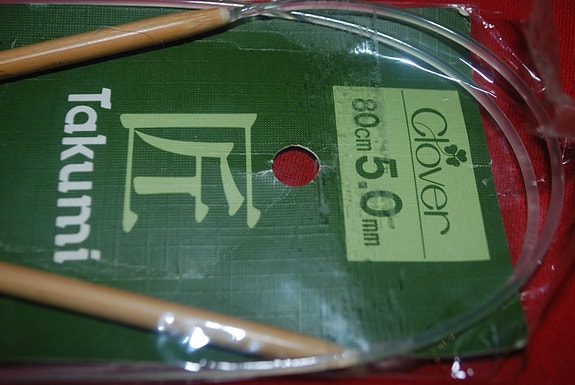 Clover
80cm 5.0mm
匠
Takumi